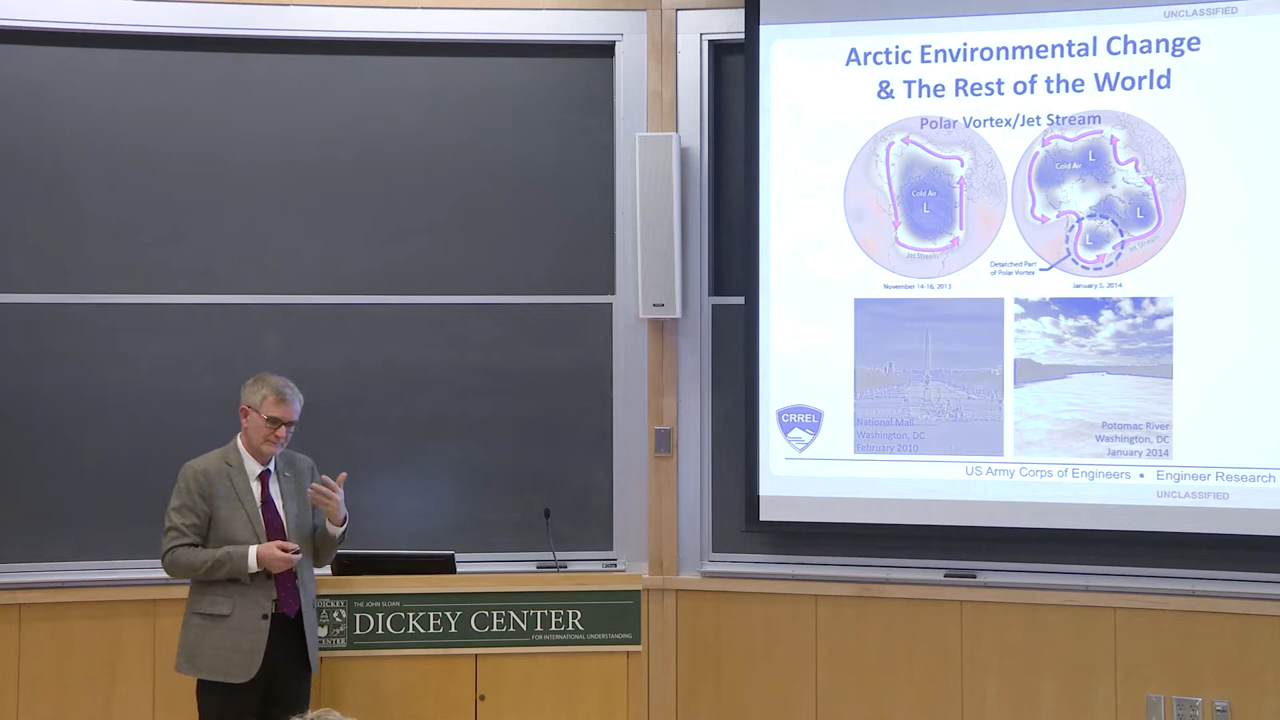 UNCLASSIFIED
Arctic Environmental Change
& The Rest of the World
Polar Vortex/Jet Stream
Cold Air
L
Jet Stream
November 14-16, 2013
Cold Air
L
L
L
Jet Stream
Detatched Part
of Polar Vortex
January 5, 2014
National Mall
Washington, DC
February 2010
Potomac River
Washington, DC
January 2014
CRREL
US Army Corps of Engineers • Engineer Research
UNCLASSIFIED
DICKEY
CENTER
THE JOHN SLOAN
DICKEY CENTER
FOR INTERNATIONAL UNDERSTANDING